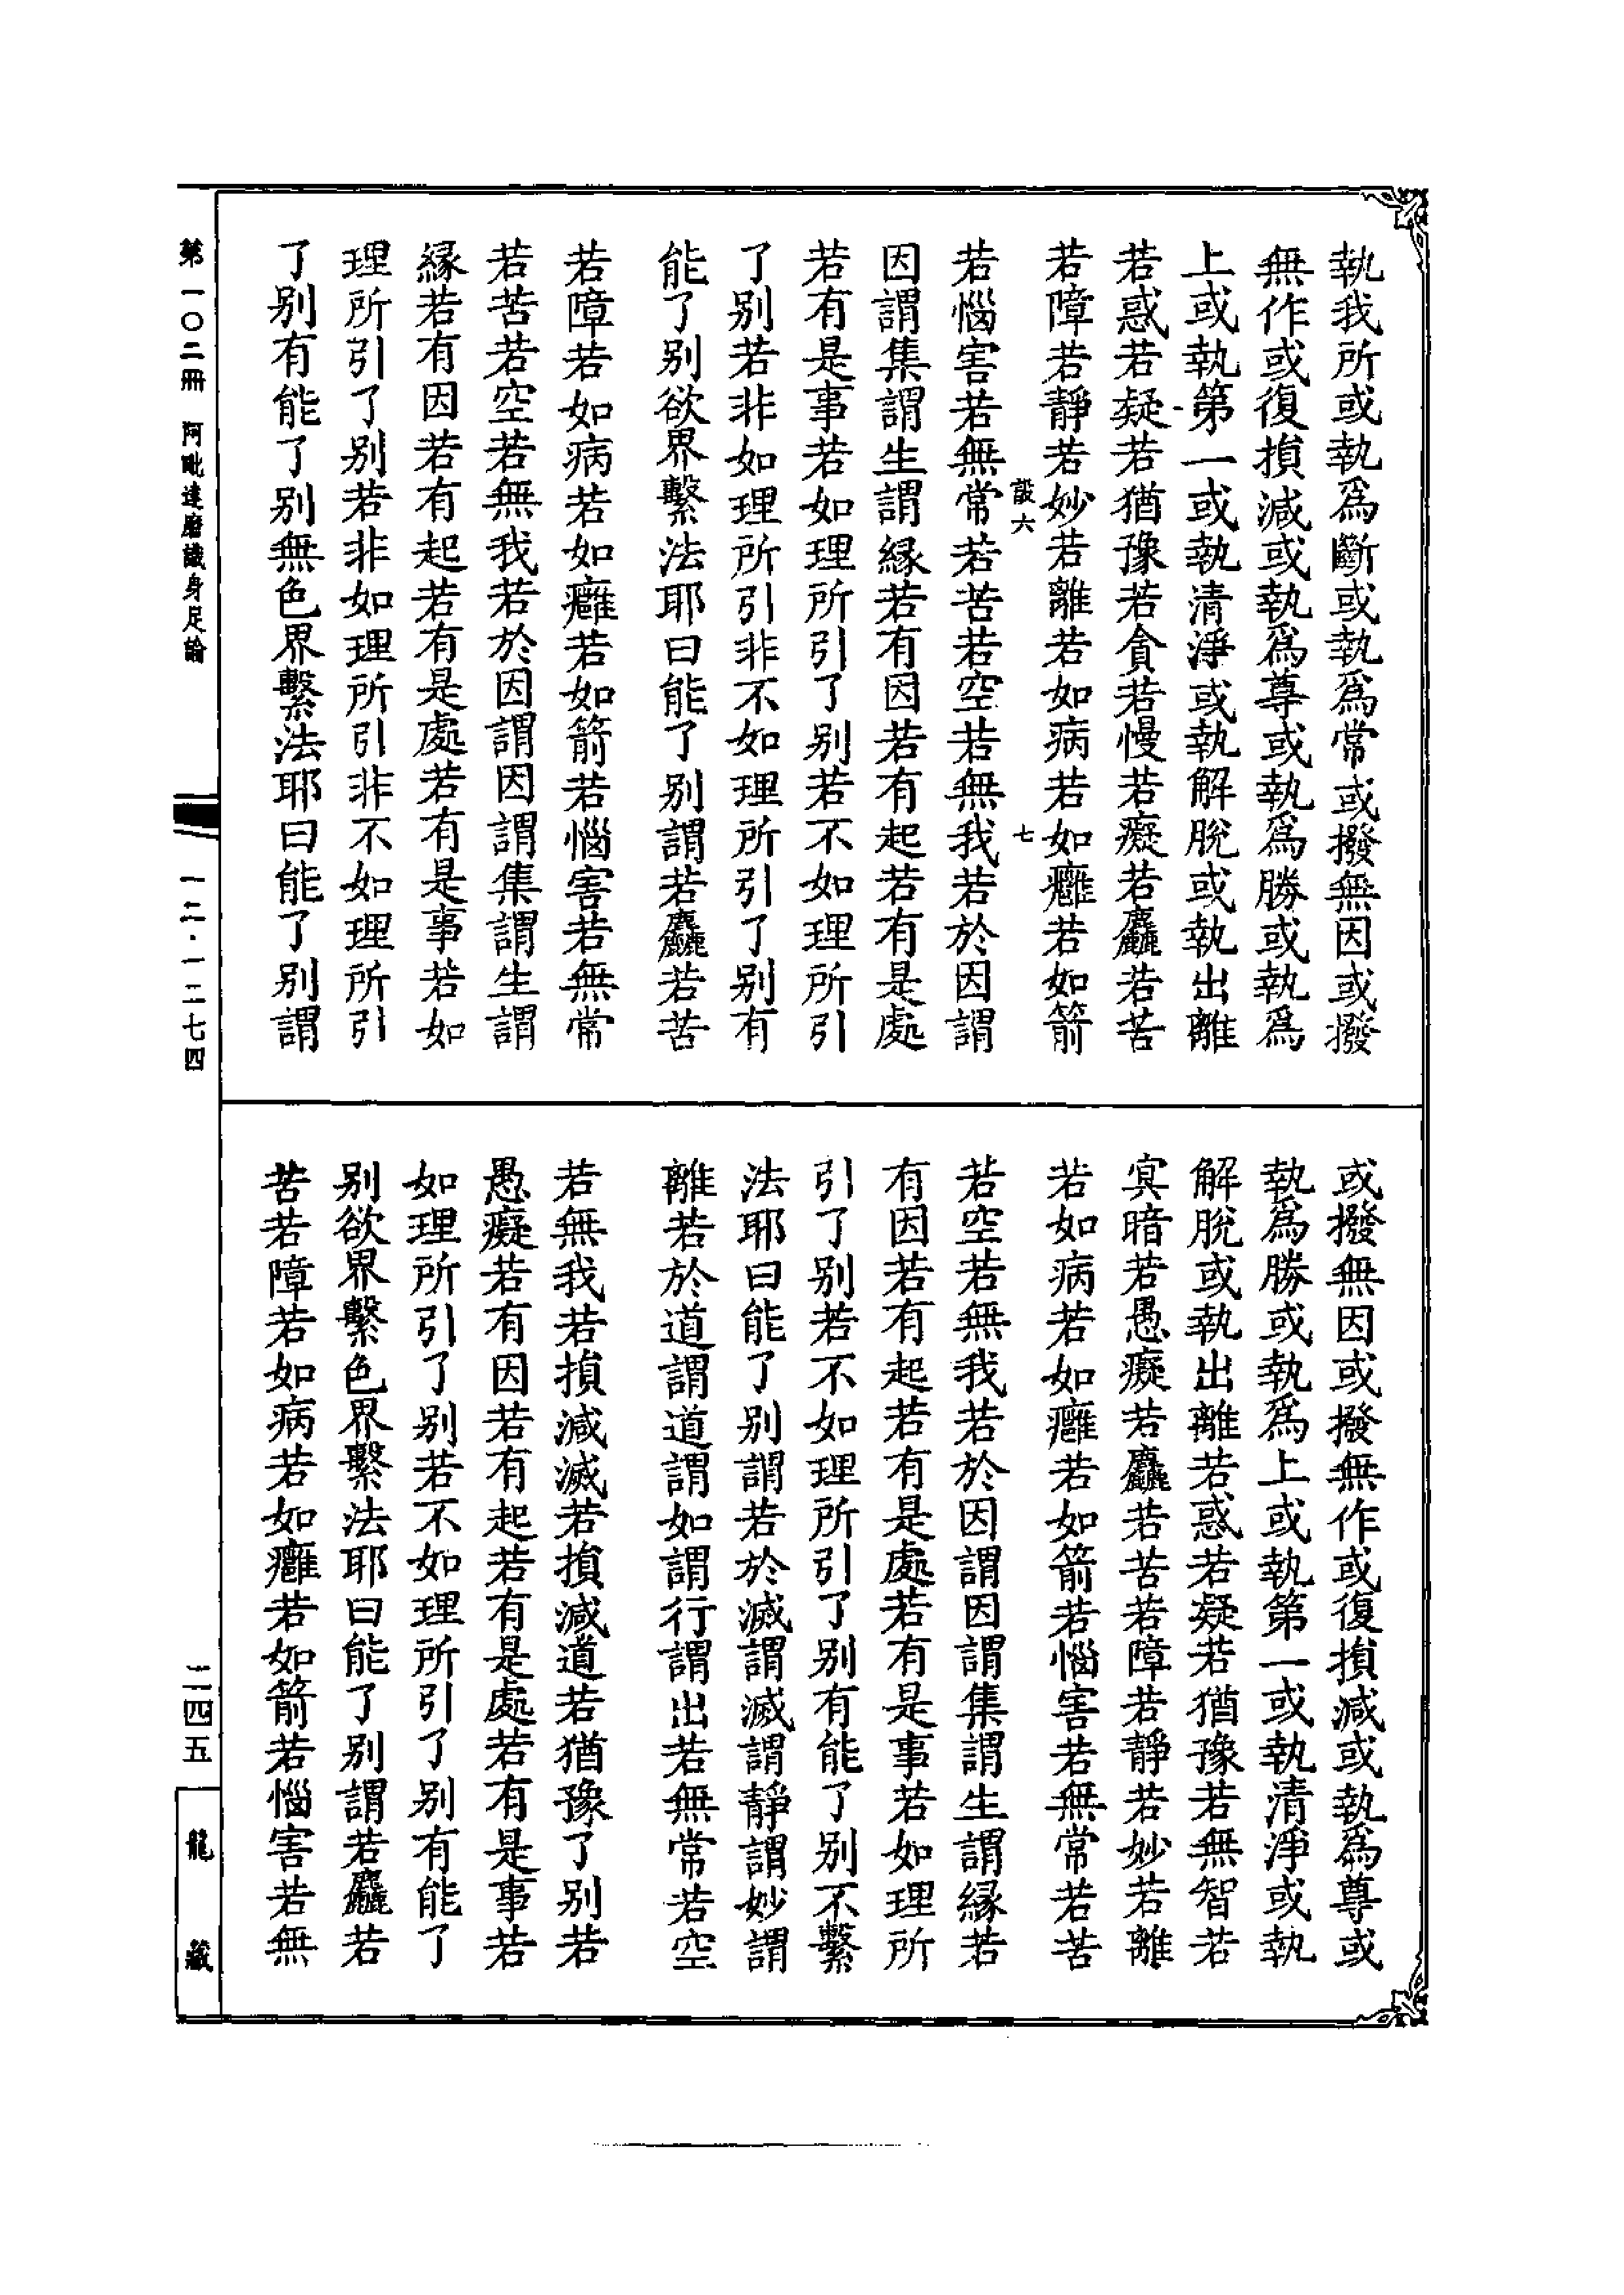 執我所或執爲斷或執爲常或撥無因或撥
無作或復損減或執爲尊或執爲勝或執爲
上或執第一或執清淨或執解脫或執出離
若惑若疑若猶豫若貪若慢若癡若麤若苦
若障若靜若妙若離若如病若如癰若如箭
設六 七
若惱害若無常若苦若空若無我若於因謂
因謂集謂生謂緣若有因若有起若有是處
若有是事若如理所引了別若不如理所引
了別若非如理所引非不如理所引了別有
能了別欲界繫法耶曰能了別謂若麤若苦
若障若如病若如癰若如箭若惱害若無常
若苦若空若無我若於因謂因謂集謂生謂
緣若有因若有起若有是處若有是事若如
理所引了別若非如理所引非不如理所引
了別有能了別無色界繫法耶曰能了別謂
或撥無因或撥無作或復損減或執爲尊或
執爲勝或執爲上或執第一或執清淨或執
解脫或執出離若惑若疑若猶豫若無智若
冥暗若愚癡若麤若苦若障若靜若妙若離
若如病若如癰若如箭若惱害若無常若苦
若空若無我若於因謂因謂集謂生謂緣若
有因若有起若有是處若有是事若如理所
引了別若不如理所引了別有能了別不繫
法耶曰能了別謂若於滅謂滅謂靜謂妙謂
離若於道謂道謂如謂行謂出若無常若空
若無我若損減滅若損減道若猶豫了別若
愚癡若有因若有起若有是處若有是事若
如理所引了別若不如理所引了別有能了
別欲界繫色界繫法耶曰能了別謂若麤若
苦若障若如病若如癰若如箭若惱害若無
第一〇二冊 阿毗達磨識身足論 一二·一二七四 二四五 龍藏